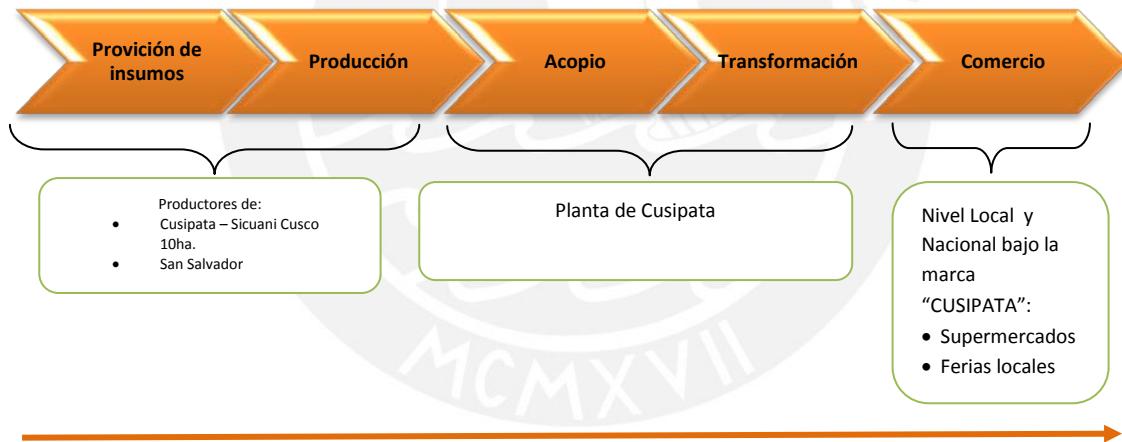 Provición de
insumos
Producción
Acopio
Transformación
Comercio
Productores de:
• Cusipata – Sicuani Cusco
10ha.
• San Salvador
Planta de Cusipata
Nivel Local y
Nacional bajo la
marca
“CUSIPATA”:
• Supermercados
• Ferias locales
MCMXVII